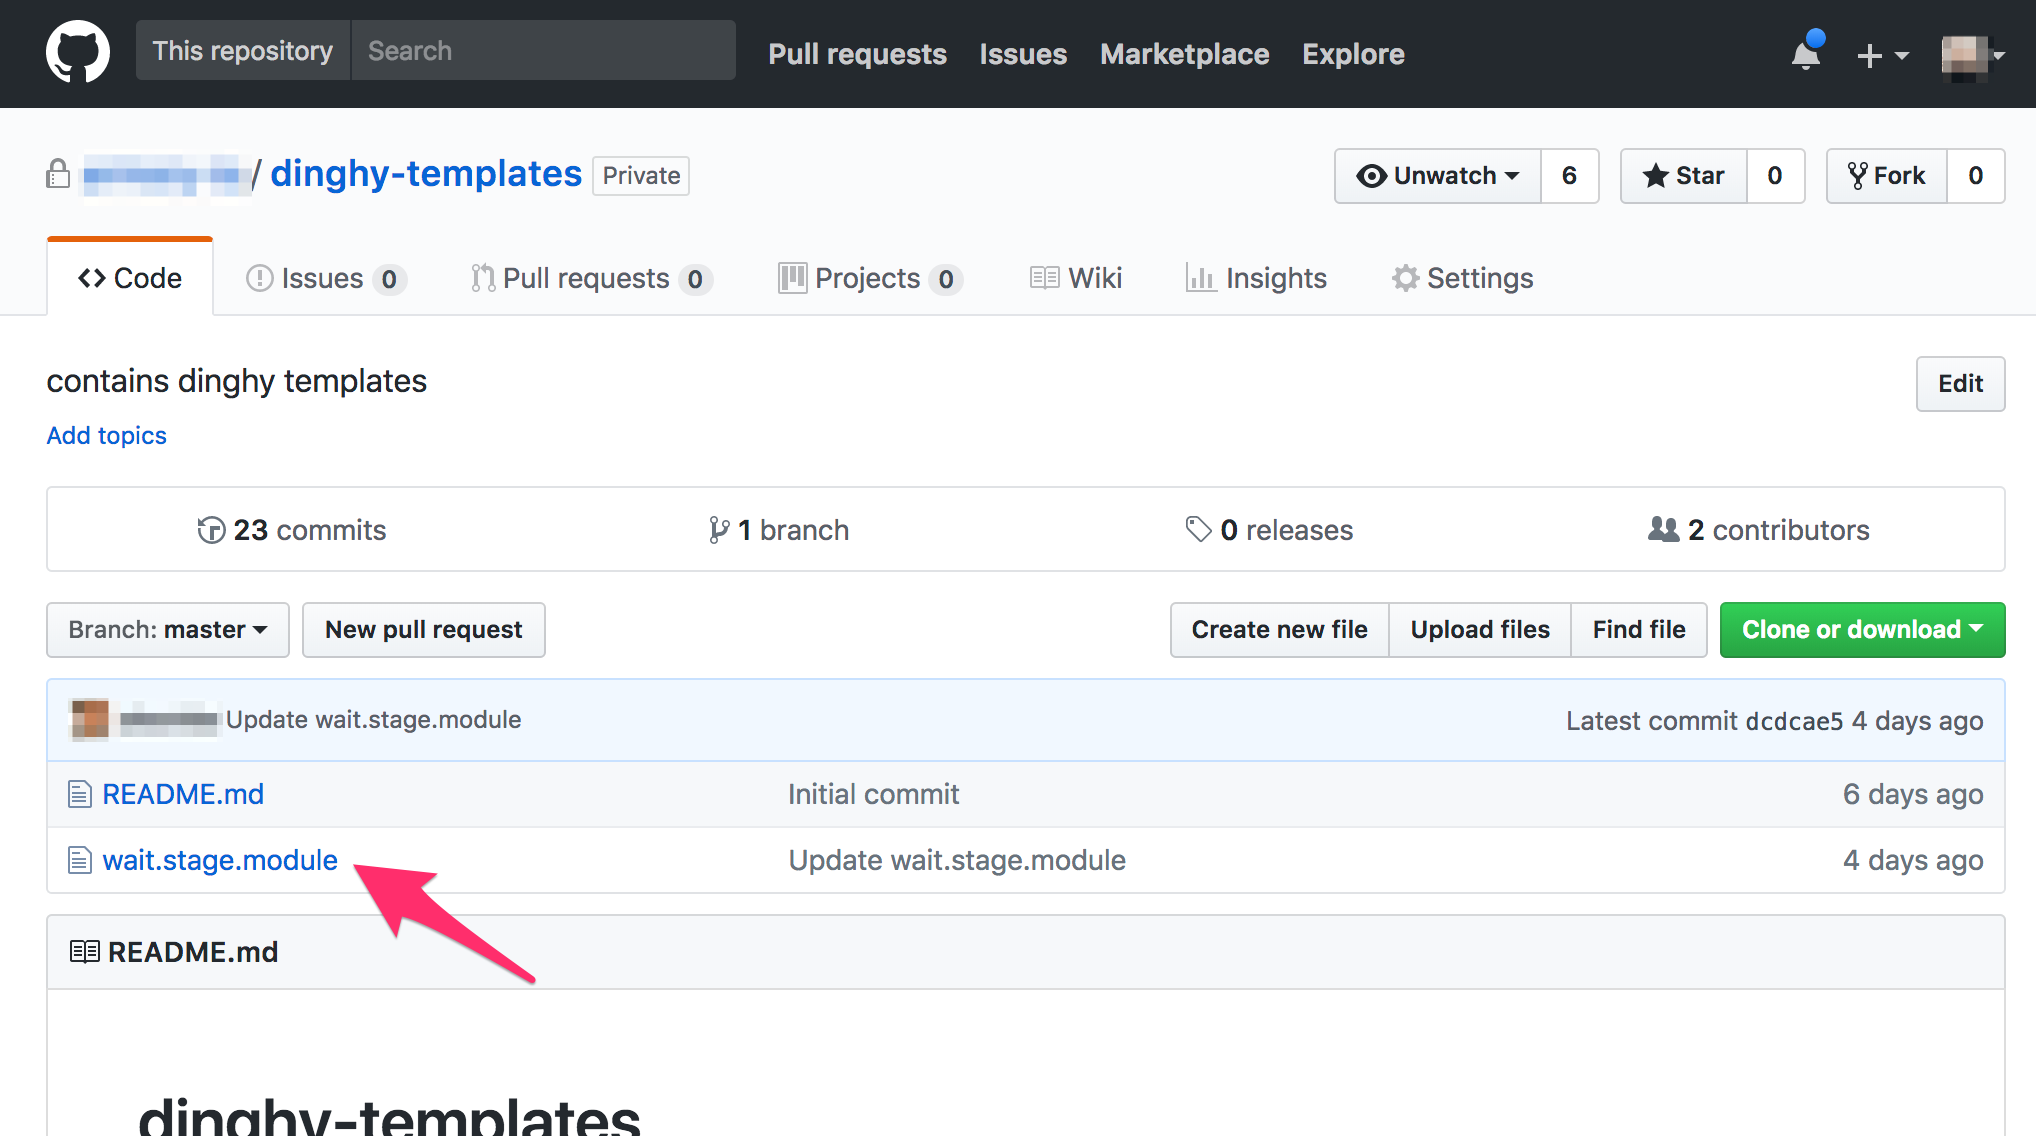 This repository Search Pull requests Issues Marketplace Explore
/ dinghy-templates Private Unwatch 6 Star 0 Fork 0
Code Issues 0 Pull requests 0 Projects 0 Wiki Insights Settings
contains dinghy templates Edit
Add topics
23 commits 1 branch 0 releases 2 contributors
Branch: master New pull request Create new file Upload files Find file Clone or download
Update wait.stage.module Latest commit dcdcae5 4 days ago
README.md Initial commit 6 days ago
wait.stage.module Update wait.stage.module 4 days ago
README.md
dinghy-templates